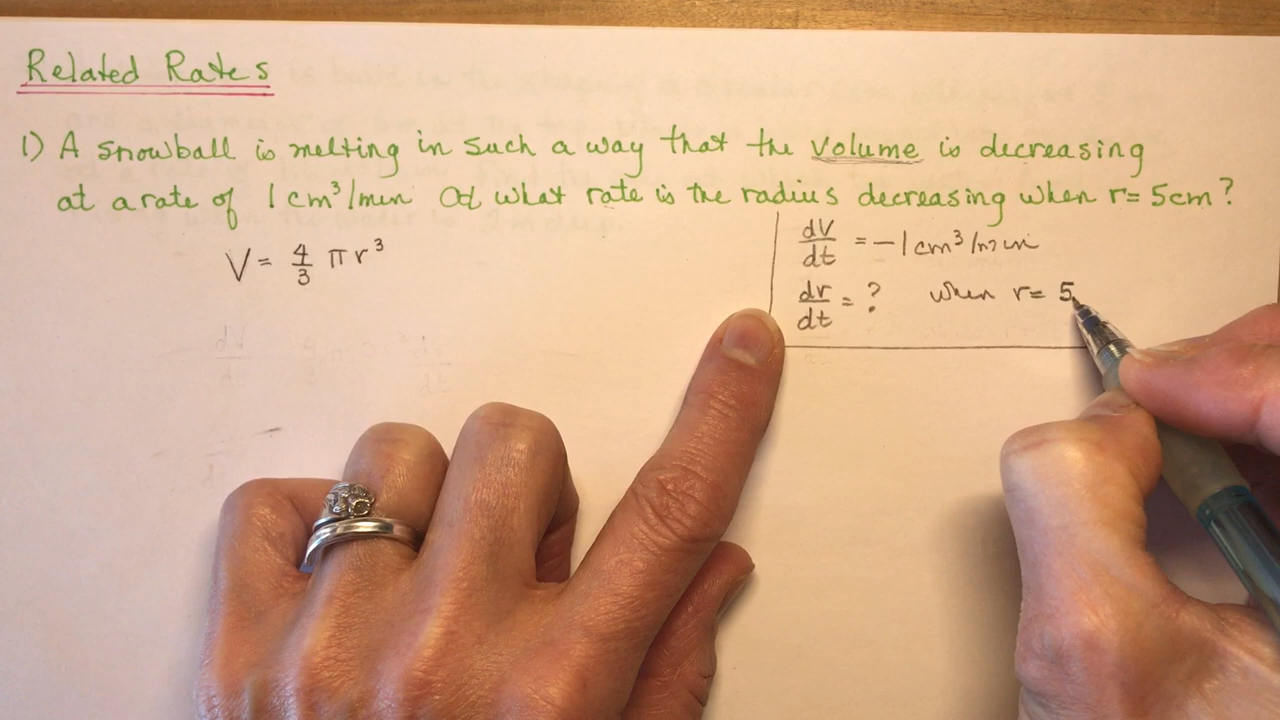 Related Rates
1) A snowball is melting in such a way that the volume is decreasing
at a rate of 1 cm³/min At what rate is the radius decreasing when r= 5cm?
V = 4/3 π r³
dV/dt = -1 cm³/min
dr/dt = ? when r= 5